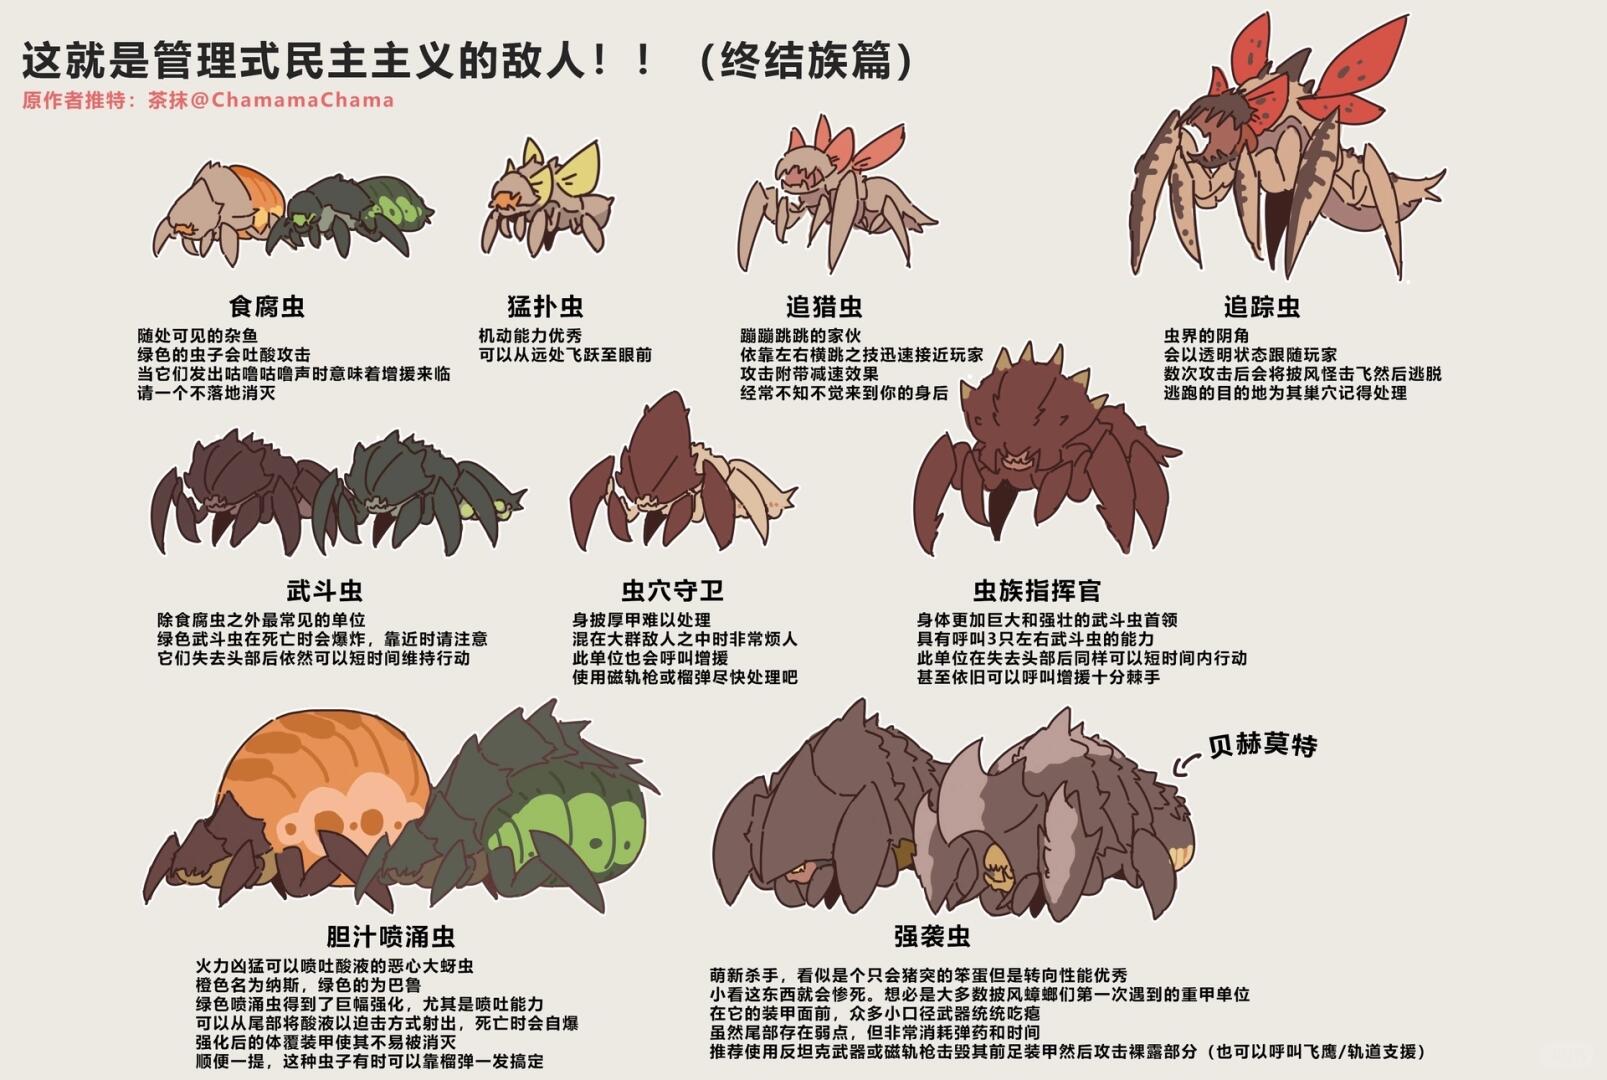 这就是管理式民主主义的敌人！！（终结族篇）
原作者推特：茶抹@ChamamaChama
食腐虫
随处可见的杂鱼
绿色的虫子会吐酸攻击
当它们发出咕噜咕噜声时意味着增援来临
请一个不落地消灭
猛扑虫
机动能力优秀
可以从远处飞跃至眼前
追猎虫
蹦蹦跳跳的家伙
依靠左右横跳之技迅速接近玩家
攻击附带减速效果
经常不知不觉来到你的身后
追踪虫
虫界的阴角
会以透明状态跟随玩家
数次攻击后会将披风怪击飞然后逃脱
逃跑的目的地为其巢穴记得处理
武斗虫
除食腐虫之外最常见的单位
绿色武斗虫在死亡时会爆炸，靠近时请注意
它们失去头部后依然可以短时间维持行动
虫穴守卫
身披厚甲难以处理
混在大群敌人之中时非常烦人
此单位也会呼叫增援
使用磁轨枪或榴弹尽快处理吧
虫族指挥官
身体更加巨大和强壮的武斗虫首领
具有呼叫3只左右武斗虫的能力
此单位在失去头部后同样可以短时间内行动
甚至依旧可以呼叫增援十分棘手
胆汁喷涌虫
火力凶猛可以喷吐酸液的恶心大蚜虫
橙色名为纳斯，绿色的为巴鲁
绿色喷涌虫得到了巨幅强化，尤其是喷吐能力
可以从尾部将酸液以迫击方式射出，死亡时会自爆
强化后的体覆装甲使其不易被消灭
顺便一提，这种虫子有时可以靠榴弹一发搞定
贝赫莫特
强袭虫
萌新杀手，看似是个只会猪突的笨蛋但是转向性能优秀
小看这东西就会惨死。想必是大多数披风蟑螂们第一次遇到的重甲单位
在它的装甲面前，众多小口径武器统统吃瘪
虽然尾部存在弱点，但非常消耗弹药和时间
推荐使用反坦克武器或磁轨枪击毁其前足装甲然后攻击裸露部分（也可以呼叫飞鹰/轨道支援）